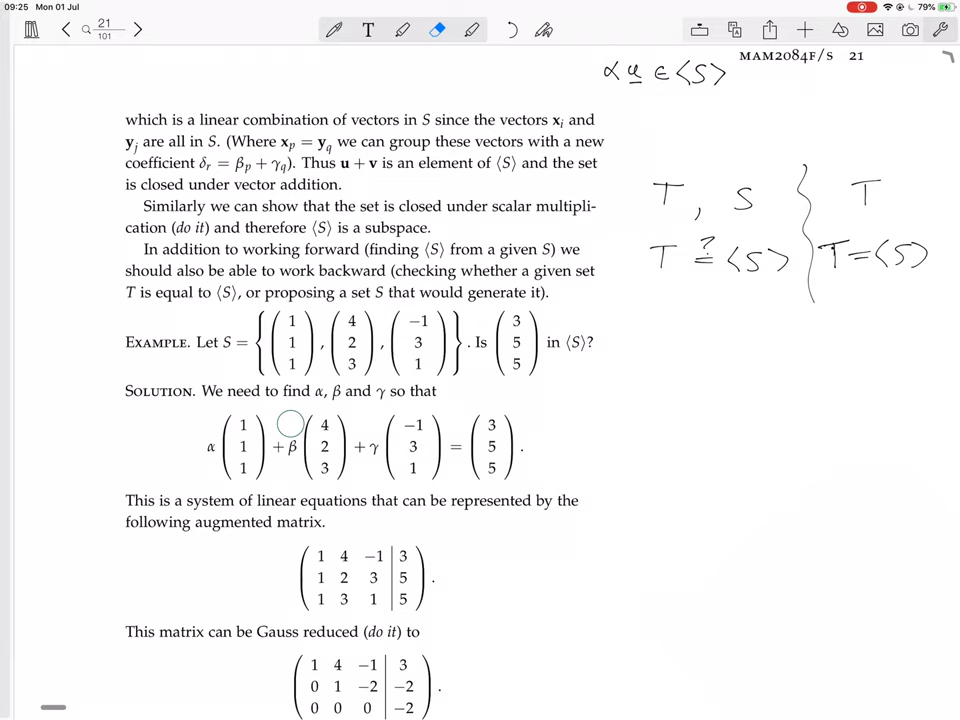 09:25 Mon 01 Jul
79%
21
101
MAM2084F/S 21
α u ∈ ⟨S⟩
which is a linear combination of vectors in S since the vectors xᵢ and
yⱼ are all in S. (Where xₚ = y_q we can group these vectors with a new
coefficient δᵣ = βₚ + γ_q). Thus u + v is an element of ⟨S⟩ and the set
is closed under vector addition.
Similarly we can show that the set is closed under scalar multipli-
cation (do it) and therefore ⟨S⟩ is a subspace.
In addition to working forward (finding ⟨S⟩ from a given S) we
should also be able to work backward (checking whether a given set
T is equal to ⟨S⟩, or proposing a set S that would generate it).
T , S
T
T ?= ⟨S⟩
T = ⟨S⟩
EXAMPLE. Let S = { (1 1 1), (4 2 3), (−1 3 1) }. Is (3 5 5) in ⟨S⟩?
SOLUTION. We need to find α, β and γ so that
α (1 1 1) + β (4 2 3) + γ (−1 3 1) = (3 5 5).
This is a system of linear equations that can be represented by the
following augmented matrix.
1 4 −1 | 3
1 2 3 | 5
1 3 1 | 5
.
This matrix can be Gauss reduced (do it) to
1 4 −1 | 3
0 1 −2 | −2
0 0 0 | −2
.